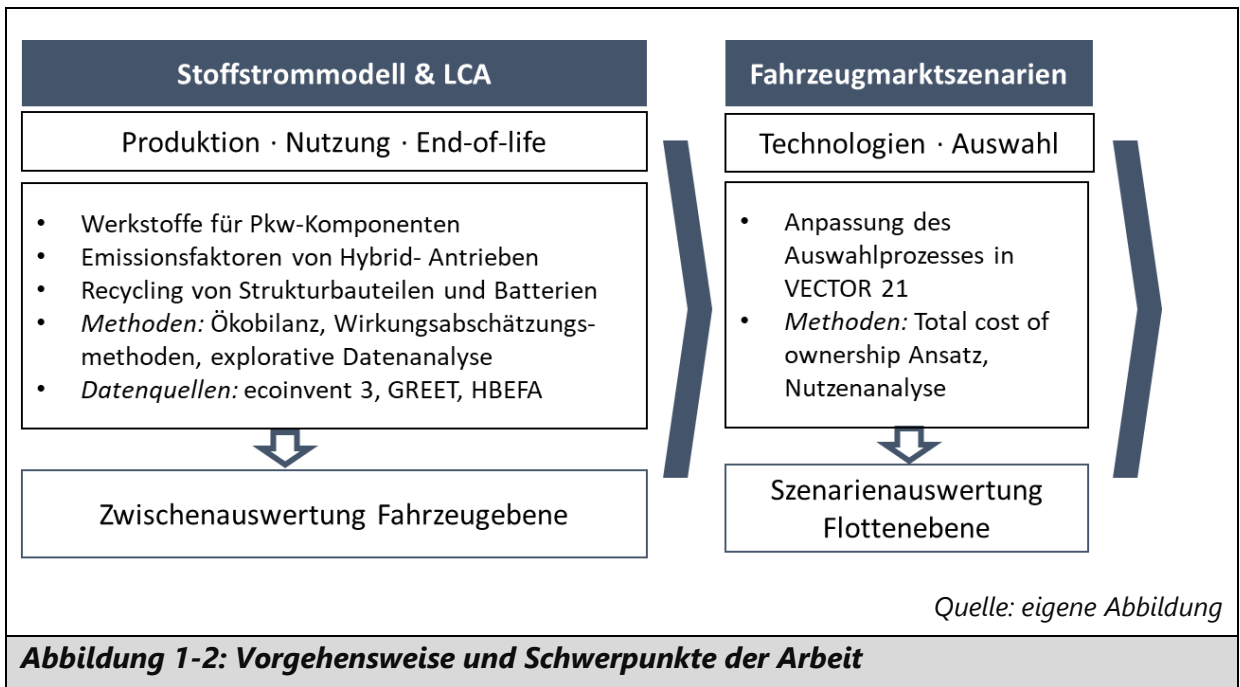 Stoffstrommodell & LCA
Produktion · Nutzung · End-of-life
• Werkstoffe für Pkw-Komponenten
• Emissionsfaktoren von Hybrid- Antrieben
• Recycling von Strukturbauteilen und Batterien
• Methoden: Ökobilanz, Wirkungsabschätzungs-
methoden, explorative Datenanalyse
• Datenquellen: ecoinvent 3, GREET, HBEFA
Zwischenauswertung Fahrzeugebene
Fahrzeugmarktszenarien
Technologien · Auswahl
• Anpassung des
Auswahlprozesses in
VECTOR 21
• Methoden: Total cost of
ownership Ansatz,
Nutzenanalyse
Szenarienauswertung
Flottenebene
Quelle: eigene Abbildung
Abbildung 1-2: Vorgehensweise und Schwerpunkte der Arbeit